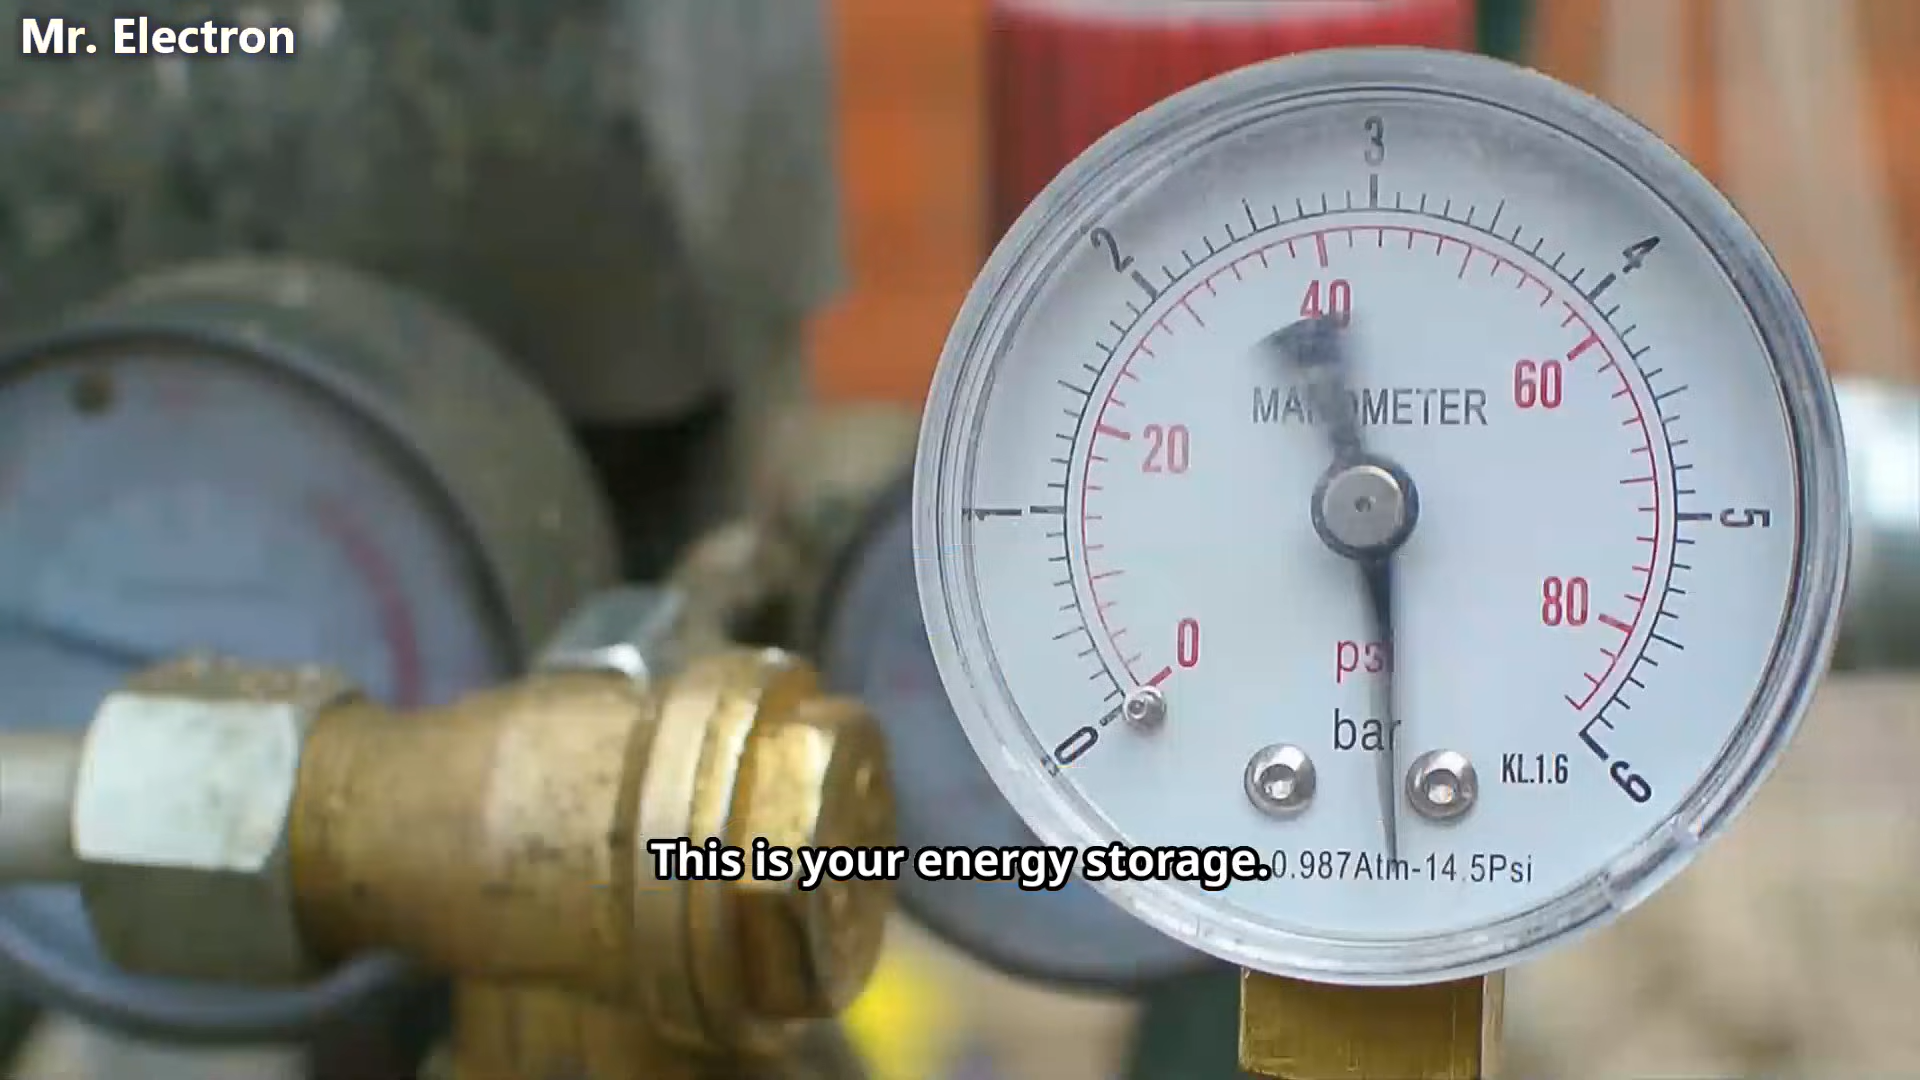 Mr. Electron
3
2
4
40
60
MANOMETER
20
1
5
80
0
psi
bar
0
KL.1.6
6
This is your energy storage.
0.987Atm-14.5Psi